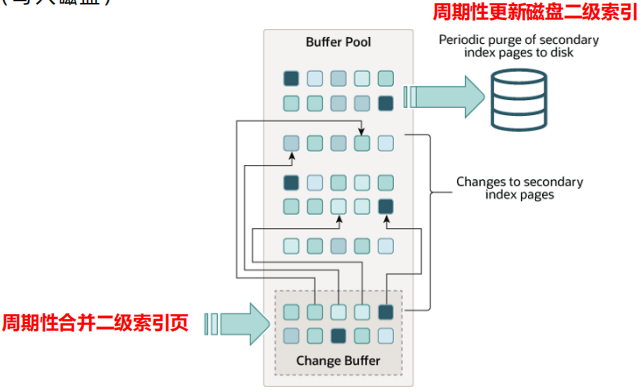 (写入磁盘)
周期性更新磁盘二级索引
Buffer Pool
Periodic purge of secondary
index pages to disk
Changes to secondary
index pages
周期性合并二级索引页
Change Buffer